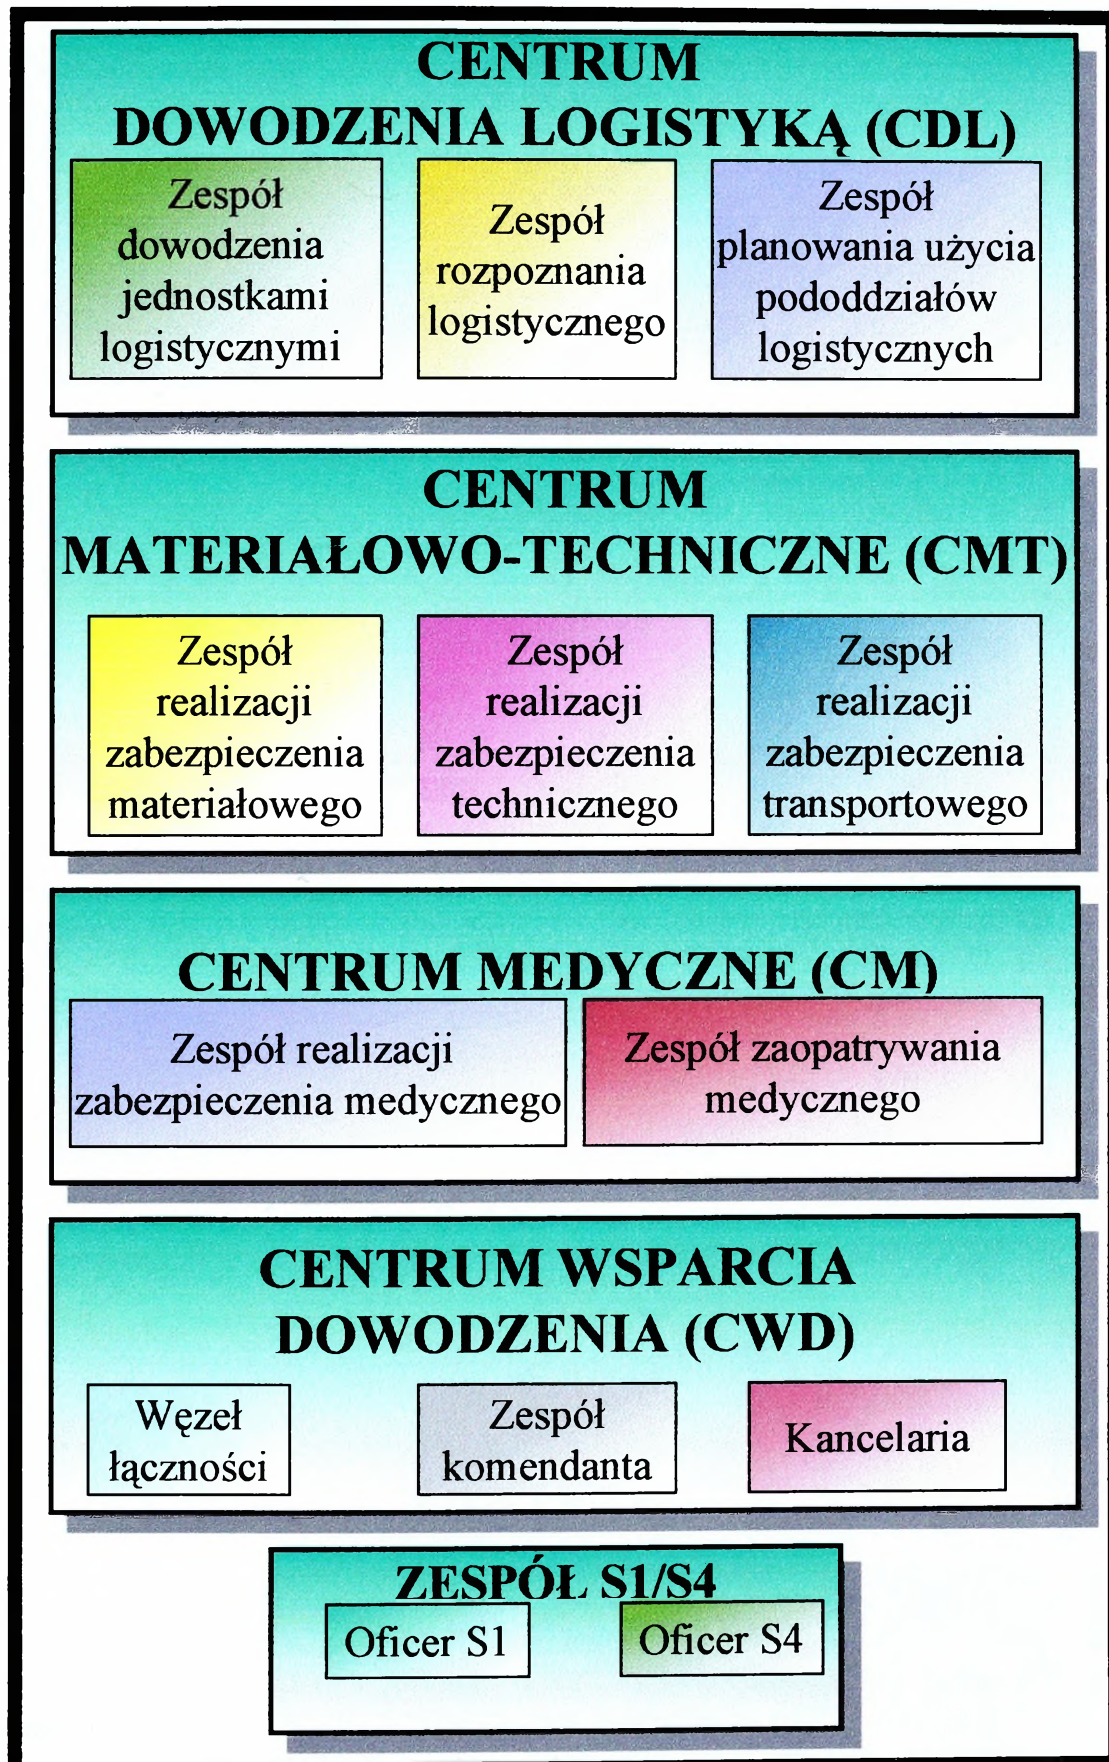 CENTRUM
DOWODZENIA LOGISTYKĄ (CDL)
Zespół
dowodzenia
jednostkami
logistycznymi
Zespół
rozpoznania
logistycznego
Zespół
planowania użycia
pododdziałów
logistycznych
CENTRUM
MATERIAŁOWO-TECHNICZNE (CMT)
Zespół
realizacji
zabezpieczenia
materiałowego
Zespół
realizacji
zabezpieczenia
technicznego
Zespół
realizacji
zabezpieczenia
transportowego
CENTRUM MEDYCZNE (CM)
Zespół realizacji
zabezpieczenia medycznego
Zespół zaopatrywania
medycznego
CENTRUM WSPARCIA
DOWODZENIA (CWD)
Węzeł
łączności
Zespół
komendanta
Kancelaria
ZESPÓŁ S1/S4
Oficer S1
Oficer S4